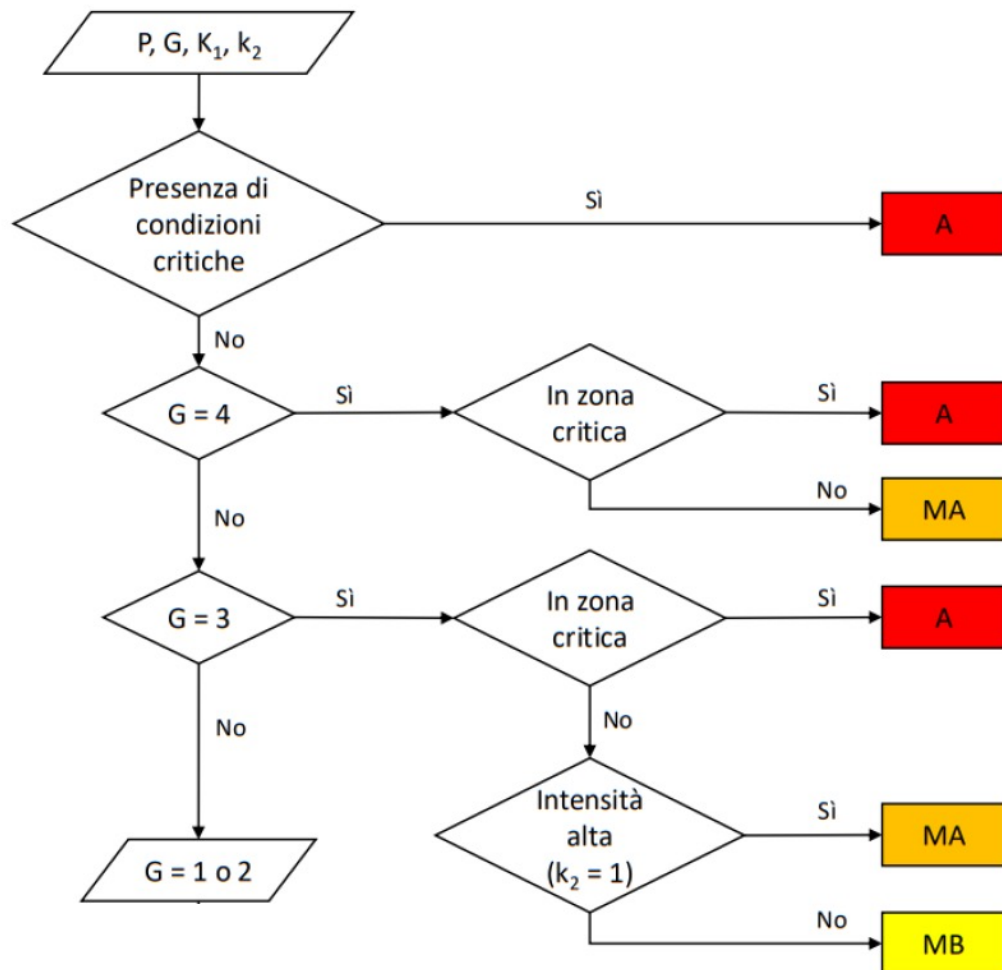 P, G, K₁, k₂
Presenza di
condizioni
critiche
Sì
A
No
G = 4
Sì
In zona
critica
Sì
A
No
MA
No
G = 3
Sì
In zona
critica
Sì
A
No
No
Intensità
alta
(k₂ = 1)
Sì
MA
G = 1 o 2
No
MB